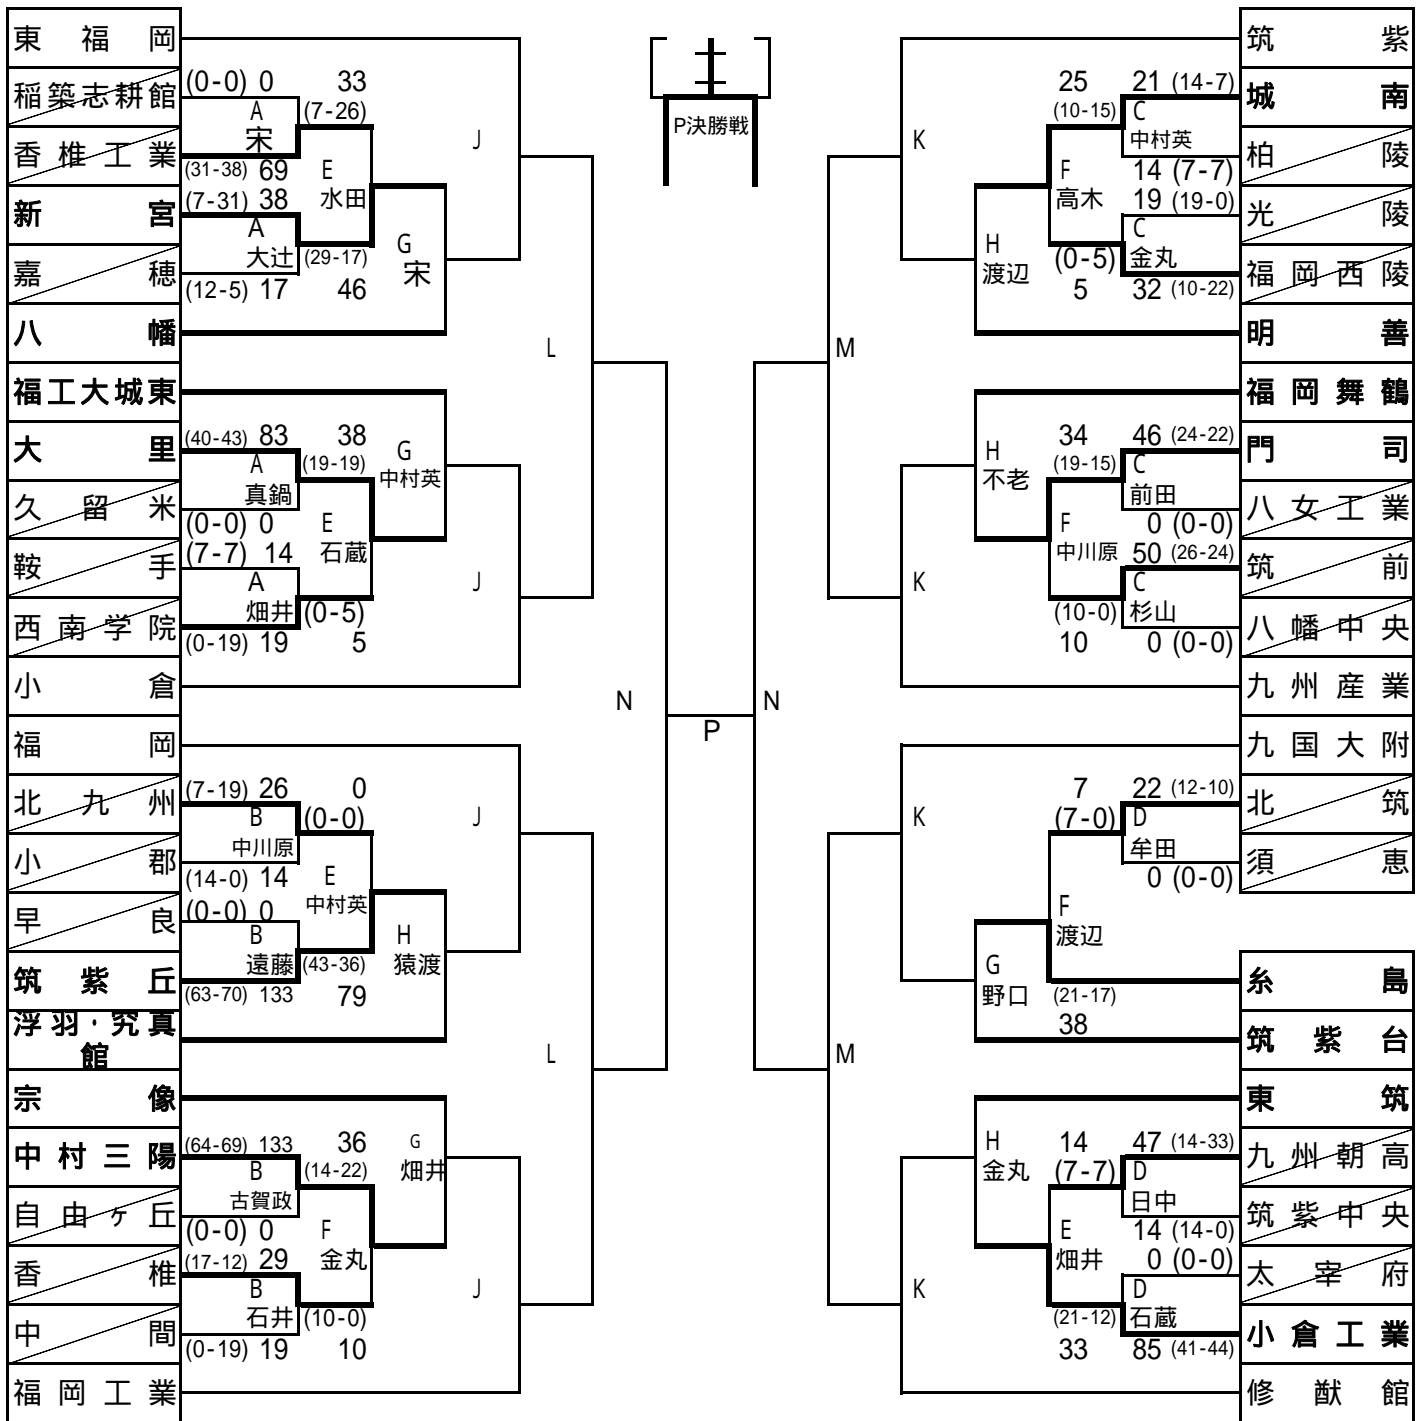 東福岡
稲築志耕館
香椎工業
新宮
嘉穂
八幡
福工大城東
大里
久留米
鞍手
西南学院
小倉
福岡
北九州
小郡
早良
筑紫丘
浮羽・究真
館
宗像
中村三陽
自由ヶ丘
香椎
中間
福岡工業
(0-0) 0
A
宋
(31-38) 69
(7-31) 38
A
大辻
(12-5) 17
33
(7-26)
E
水田
(29-17)
46
G
宋
J
(40-43) 83
A
真鍋
(0-0) 0
(7-7) 14
A
畑井
(0-19) 19
38
(19-19)
E
石蔵
(0-5)
5
G
中村英
J
L
(7-19) 26
B
中川原
(14-0) 14
(0-0) 0
B
遠藤
(63-70) 133
0
(0-0)
E
中村英
(43-36)
79
H
猿渡
J
(64-69) 133
B
古賀政
(0-0) 0
(17-12) 29
B
石井
(0-19) 19
36
(14-22)
F
金丸
(10-0)
10
G
畑井
J
L
N
P決勝戦
P
N
M
K
H
渡辺
25
(10-15)
F
高木
(0-5)
5
21 (14-7)
C
中村英
14 (7-7)
19 (19-0)
C
金丸
32 (10-22)
H
不老
K
34
(19-15)
F
中川原
(10-0)
10
46 (24-22)
C
前田
0 (0-0)
50 (26-24)
C
杉山
0 (0-0)
M
K
7
(7-0)
F
渡辺
(21-17)
38
G
野口
22 (12-10)
D
牟田
0 (0-0)
H
金丸
K
14
(7-7)
E
畑井
(21-12)
33
47 (14-33)
D
日中
14 (14-0)
0 (0-0)
D
石蔵
85 (41-44)
筑紫
城南
柏陵
光陵
福岡西陵
明善
福岡舞鶴
門司
八女工業
筑前
八幡中央
九州産業
九国大附
北筑
須恵
糸島
筑紫台
東筑
九州朝高
筑紫中央
太宰府
小倉工業
修猷館